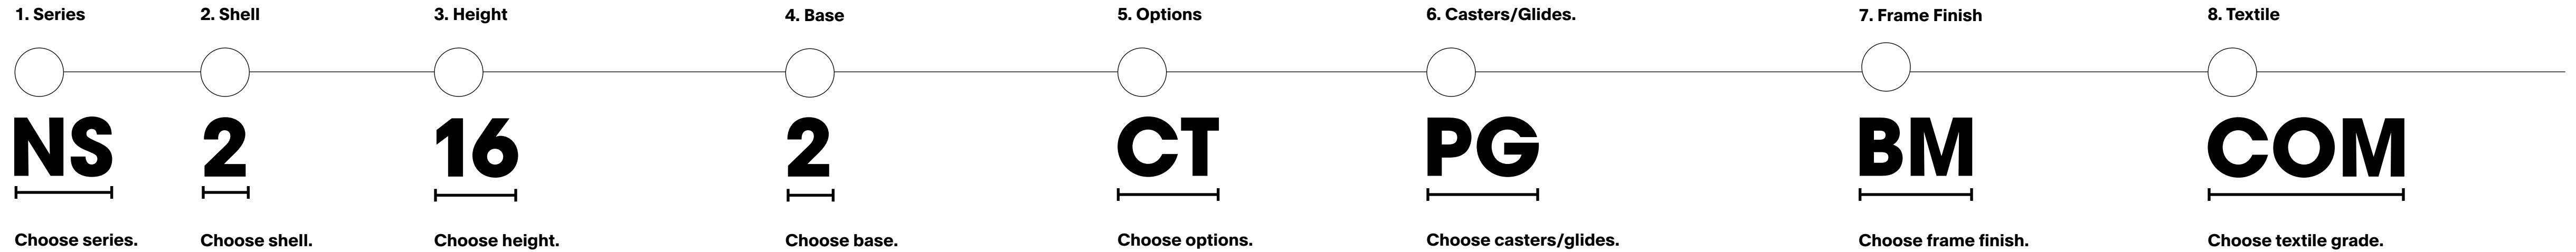 1. Series 2. Shell 3. Height 4. Base 5. Options 6. Casters/Glides. 7. Frame Finish 8. Textile
NS 2 16 2 CT PG BM COM
Choose series. Choose shell. Choose height. Choose base. Choose options. Choose casters/glides. Choose frame finish. Choose textile grade.